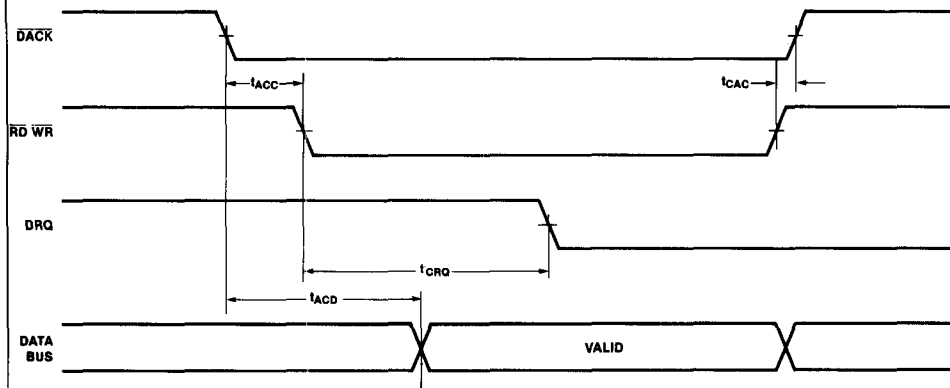 DACK
tACC
tCAC
RD WR
DRQ
tCRQ
tACD
DATA
BUS
VALID